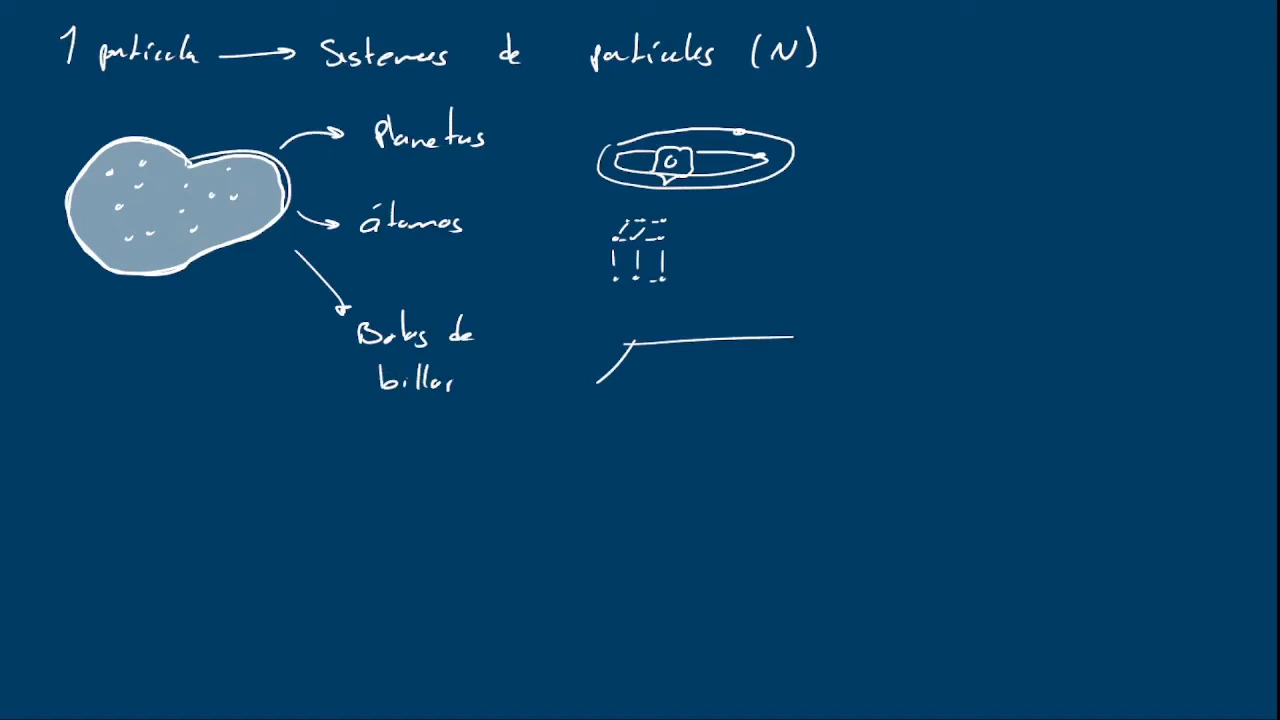 1 partícula → Sistemas de partículas (N)
Planetas
átomos
Bolas de
billar